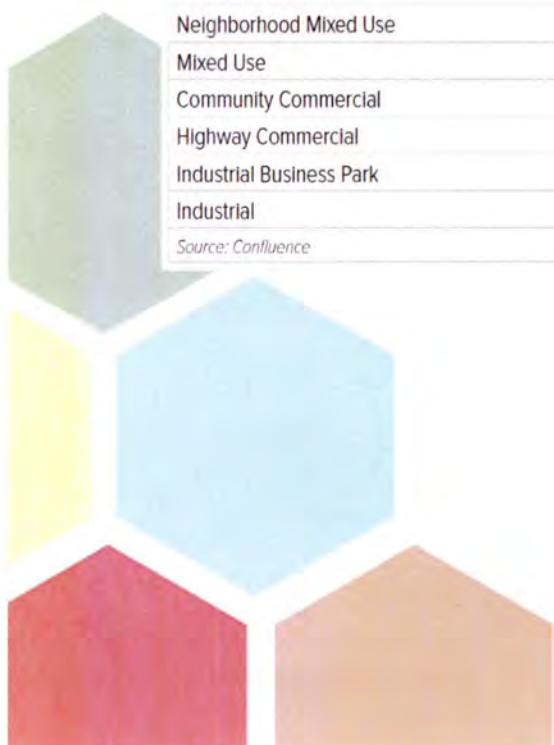 Neighborhood Mixed Use
Mixed Use
Community Commercial
Highway Commercial
Industrial Business Park
Industrial
Source: Confluence